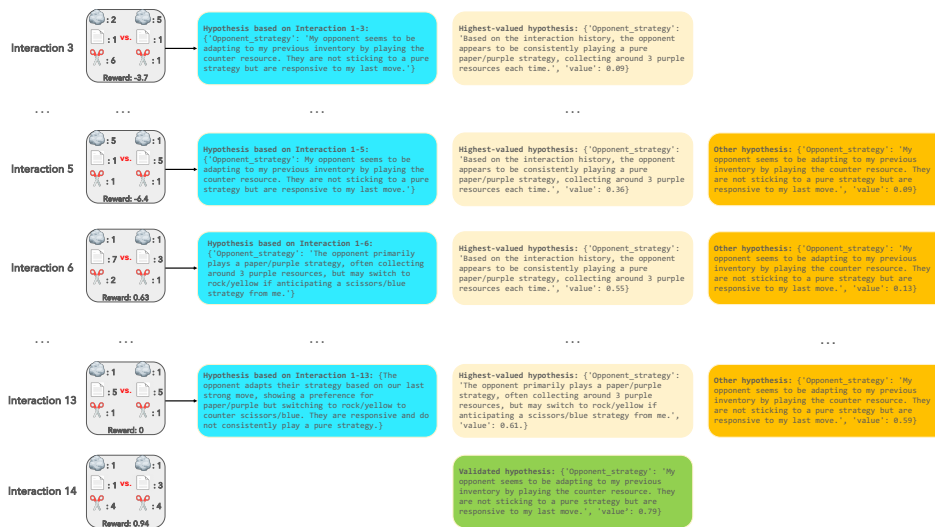 Interaction 3
:2 :5
:1 vs. :1
:6 :1
Reward: -3.7
Hypothesis based on Interaction 1-3:
{'Opponent_strategy': 'My opponent seems to be
adapting to my previous inventory by playing the
counter resource. They are not sticking to a pure
strategy but are responsive to my last move.'}
Highest-valued hypothesis: {'Opponent_strategy':
'Based on the interaction history, the opponent
appears to be consistently playing a pure
paper/purple strategy, collecting around 3 purple
resources each time.', 'value': 0.09}
... ... ... ...
Interaction 5
:5 :1
:1 vs. :5
:1 :1
Reward: -6.4
Hypothesis based on Interaction 1-5:
{'Opponent_strategy': My opponent seems to be
adapting to my previous inventory by playing the
counter resource. They are not sticking to a pure
strategy but are responsive to my last move.'}
Highest-valued hypothesis: {'Opponent_strategy':
'Based on the interaction history, the opponent
appears to be consistently playing a pure
paper/purple strategy, collecting around 3 purple
resources each time.', 'value': 0.36}
Other hypothesis: {'Opponent_strategy': 'My
opponent seems to be adapting to my previous
inventory by playing the counter resource. They
are not sticking to a pure strategy but are
responsive to my last move.', 'value': 0.09}
Interaction 6
:1 :1
:7 vs. :3
:2 :1
Reward: 0.63
Hypothesis based on Interaction 1-6:
{'Opponent_strategy': 'The opponent primarily
plays a paper/purple strategy, often collecting
around 3 purple resources, but may switch to
rock/yellow if anticipating a scissors/blue
strategy from me.'}
Highest-valued hypothesis: {'Opponent_strategy':
'Based on the interaction history, the opponent
appears to be consistently playing a pure
paper/purple strategy, collecting around 3 purple
resources each time.', 'value': 0.55}
Other hypothesis: {'Opponent_strategy': 'My
opponent seems to be adapting to my previous
inventory by playing the counter resource. They
are not sticking to a pure strategy but are
responsive to my last move.', 'value': 0.13}
... ... ... ... ...
Interaction 13
:1 :1
:5 vs. :5
:1 :1
Reward: 0
Hypothesis based on Interaction 1-13: {The
opponent adapts their strategy based on our last
strong move, showing a preference for
paper/purple but switching to rock/yellow to
counter scissors/blue. They are responsive and do
not consistently play a pure strategy.}
Highest-valued hypothesis: {'Opponent_strategy':
'The opponent primarily plays a paper/purple
strategy, often collecting around 3 purple
resources, but may switch to rock/yellow if
anticipating a scissors/blue strategy from me.',
'value': 0.61.}
Other hypothesis: {'Opponent_strategy': 'My
opponent seems to be adapting to my previous
inventory by playing the counter resource. They
are not sticking to a pure strategy but are
responsive to my last move.', 'value': 0.59}
Interaction 14
:1 :1
:1 vs. :3
:4 :4
Reward 0.94
Validated hypothesis: {'Opponent_strategy': 'My
opponent seems to be adapting to my previous
inventory by playing the counter resource. They
are not sticking to a pure strategy but are
responsive to my last move.', 'value': 0.79}